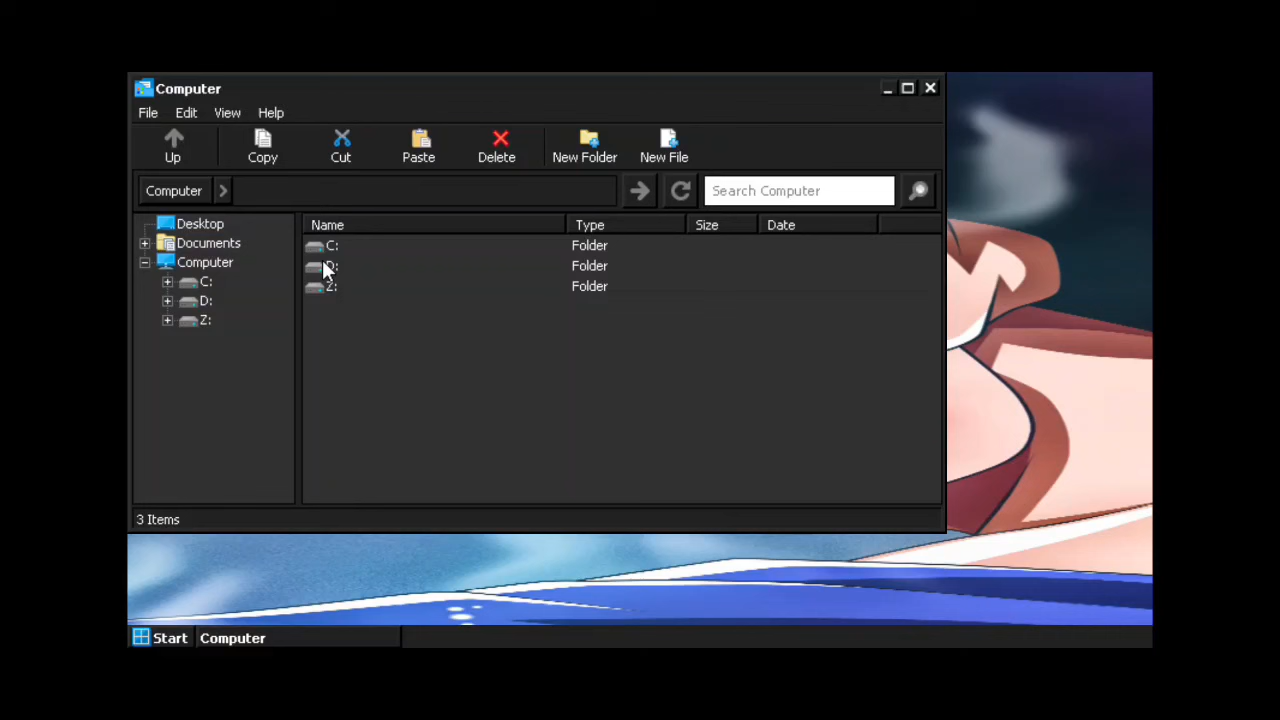 Computer
File Edit View Help
Up Copy Cut Paste Delete New Folder New File
Computer Search Computer
Desktop
Documents
Computer
C:
D:
Z:
Name Type Size Date
C: Folder
D: Folder
Z: Folder
3 Items
Start Computer